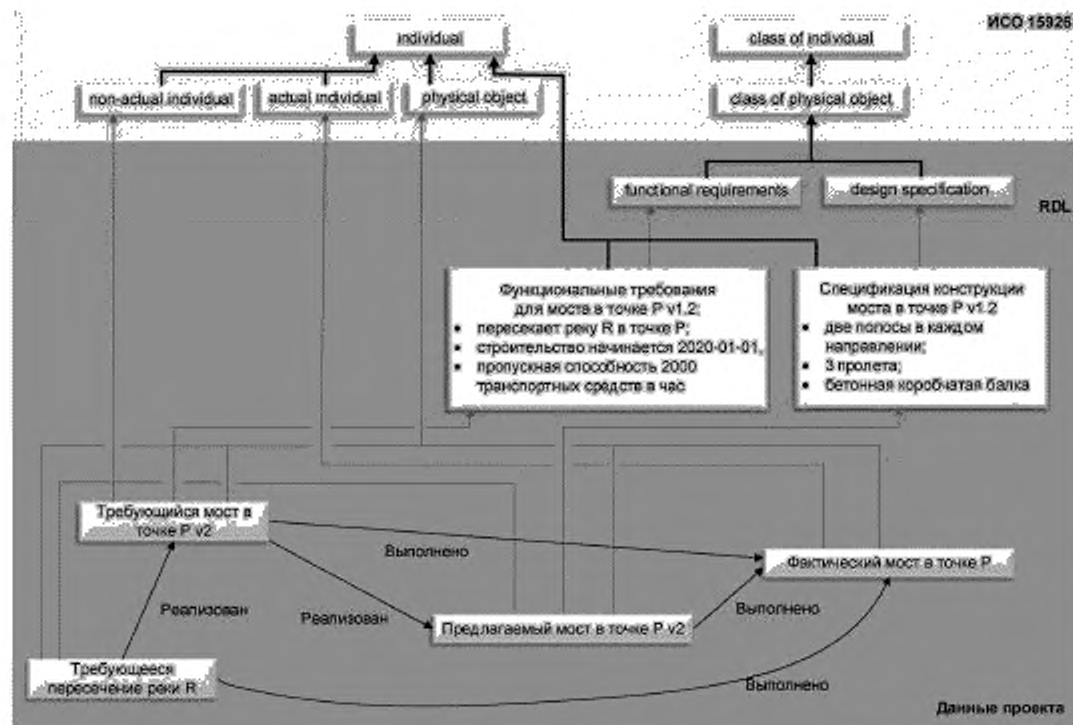 ИСО 15926
individual
class of individual
non-actual individual
actual individual
physical object
class of physical object
functional requirements
design specification
RDL
Функциональные требования
для моста в точке P v1.2;
• пересекает реку R в точке P;
• строительство начинается 2020-01-01,
• пропускная способность 2000
транспортных средств в час
Спецификация конструкции
моста в точке P v1.2
• две полосы в каждом
направлении;
• 3 пролета;
• бетонная коробчатая балка
Требующийся мост в
точке P v2
Выполнено
Фактический мост в точке P
Реализован
Реализован
Выполнено
Предлагаемый мост в точке P v2
Требующееся
пересечение реки R
Выполнено
Данные проекта